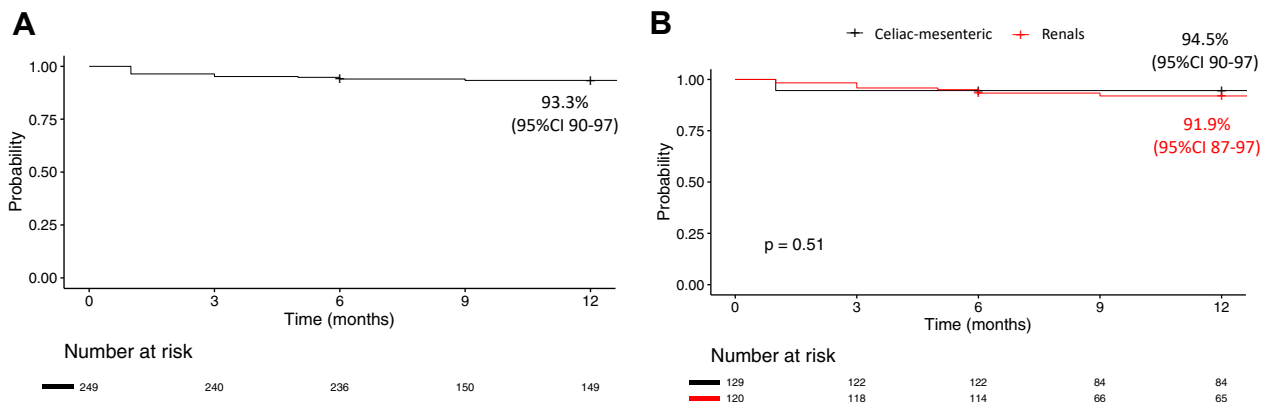 A
1.00
0.75
0.50
0.25
0.00
Probability
93.3%
(95%CI 90-97)
0 3 6 9 12
Time (months)
Number at risk
249 240 236 150 149
B
Celiac-mesenteric Renals
94.5%
(95%CI 90-97)
1.00
0.75
0.50
0.25
0.00
Probability
91.9%
(95%CI 87-97)
p = 0.51
0 3 6 9 12
Time (months)
Number at risk
129 122 122 84 84
120 118 114 66 65